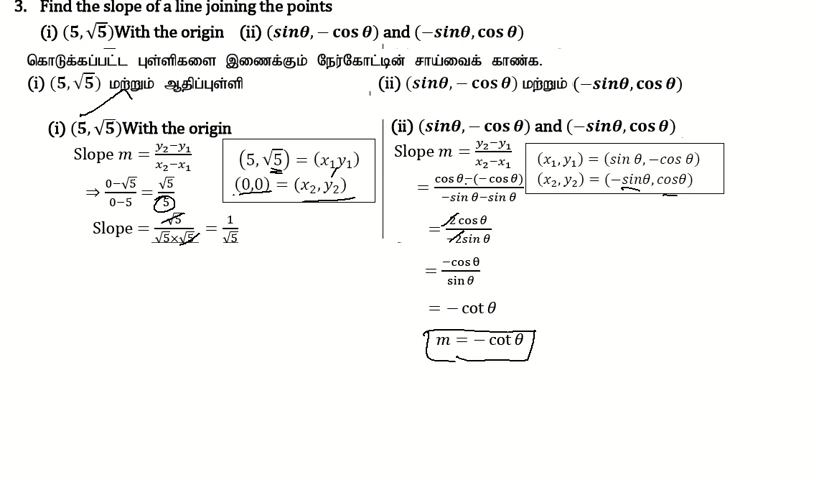 3. Find the slope of a line joining the points
(i) (5, √5)With the origin (ii) (sinθ, − cos θ) and (−sinθ, cos θ)
கொடுக்கப்பட்ட புள்ளிகளை இணைக்கும் நேர்கோட்டின் சாய்வைக் காண்க.
(i) (5, √5) மற்றும் ஆதிப்புள்ளி (ii) (sinθ, − cos θ) மற்றும் (−sinθ, cos θ)
(i) (5, √5)With the origin
Slope m = (y₂−y₁)/(x₂−x₁)
(5, √5) = (x₁y₁)
(0,0) = (x₂, y₂)
⇒ (0−√5)/(0−5) = √5/5
Slope = √5/(√5×√5) = 1/√5
(ii) (sinθ, − cos θ) and (−sinθ, cos θ)
Slope m = (y₂−y₁)/(x₂−x₁)
(x₁, y₁) = (sin θ, −cos θ)
(x₂, y₂) = (−sinθ, cosθ)
= (cos θ−(− cos θ))/(−sin θ−sin θ)
= 2 cos θ/−2sin θ
= −cos θ/sin θ
= − cot θ
m = − cot θ